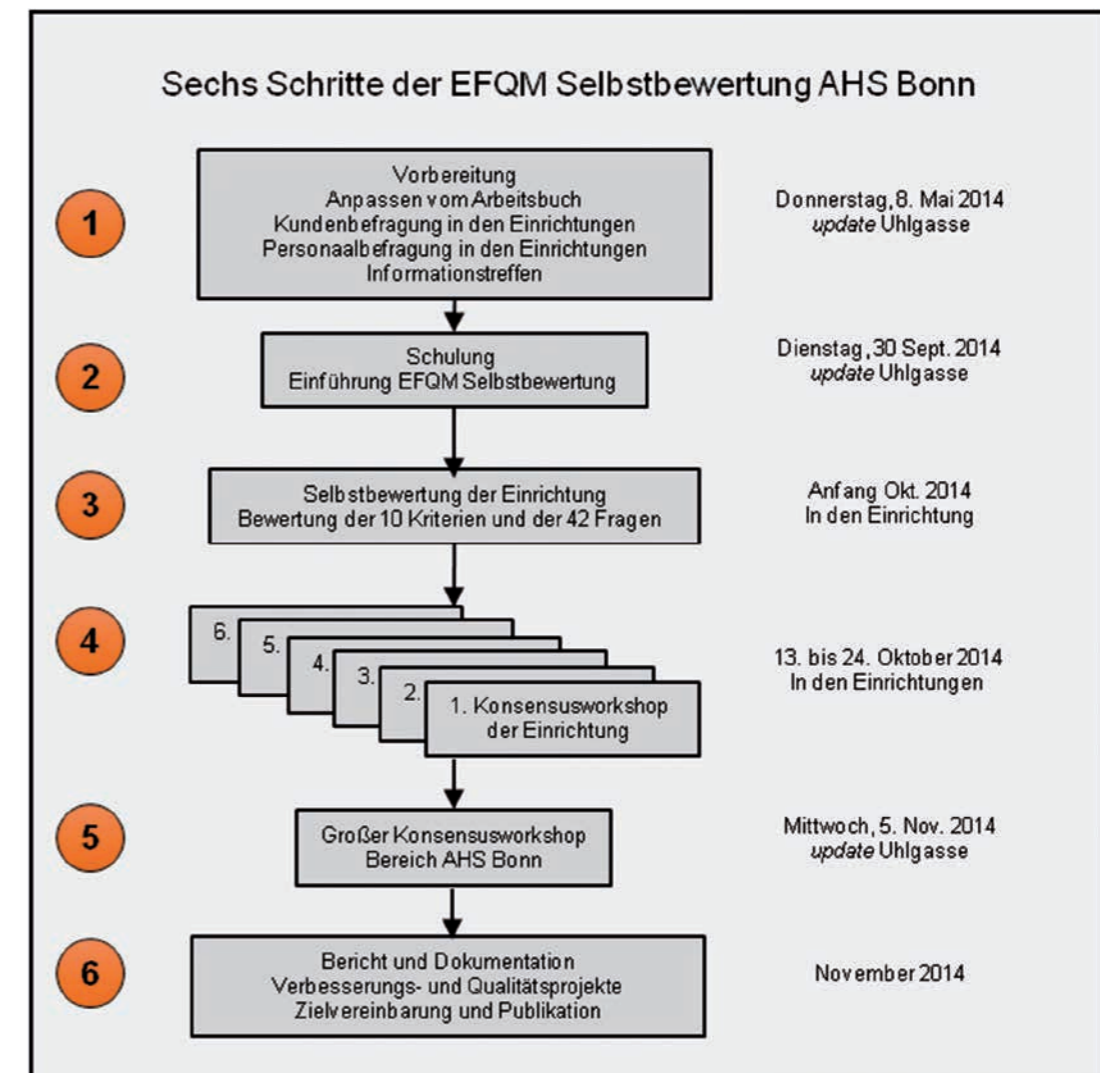 Sechs Schritte der EFQM Selbstbewertung AHS Bonn
1
Vorbereitung
Anpassen vom Arbeitsbuch
Kundenbefragung in den Einrichtungen
Personaalbefragung in den Einrichtungen
Informationstreffen
Donnerstag, 8. Mai 2014
update Uhlgasse
2
Schulung
Einführung EFQM Selbstbewertung
Dienstag, 30 Sept. 2014
update Uhlgasse
3
Selbstbewertung der Einrichtung
Bewertung der 10 Kriterien und der 42 Fragen
Anfang Okt. 2014
In den Einrichtung
4
6.
5.
4.
3.
2.
1. Konsensusworkshop
der Einrichtung
13. bis 24. Oktober 2014
In den Einrichtungen
5
Großer Konsensusworkshop
Bereich AHS Bonn
Mittwoch, 5. Nov. 2014
update Uhlgasse
6
Bericht und Dokumentation
Verbesserungs- und Qualitätsprojekte
Zielvereinbarung und Publikation
November 2014